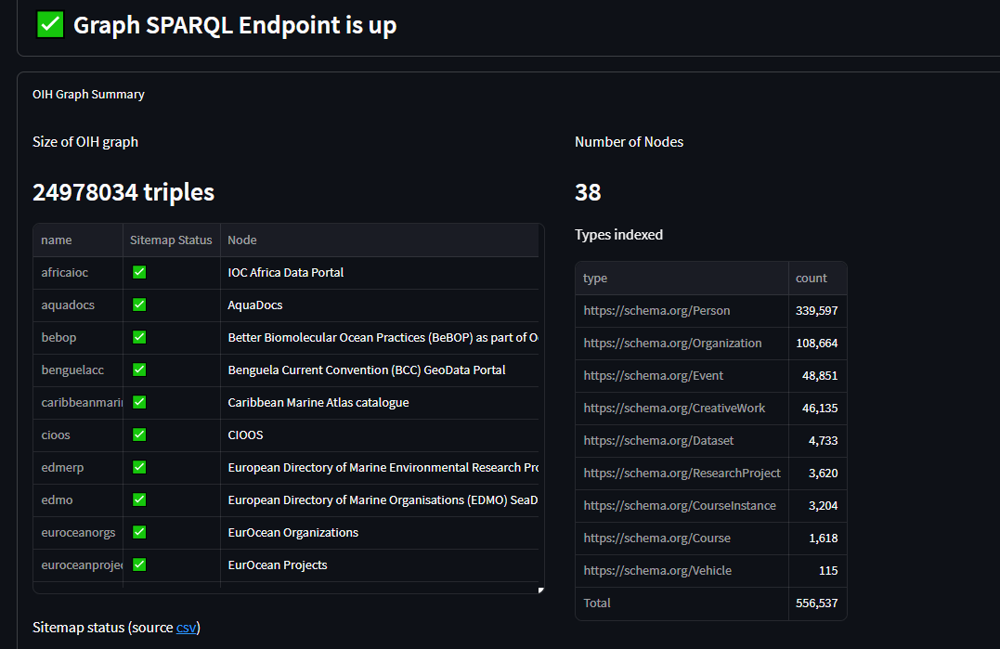 Graph SPARQL Endpoint is up
OIH Graph Summary
Size of OIH graph
24978034 triples
name Sitemap Status Node
africaioc IOC Africa Data Portal
aquadocs AquaDocs
bebop Better Biomolecular Ocean Practices (BeBOP) as part of O
benguelacc Benguela Current Convention (BCC) GeoData Portal
caribbeanmari Caribbean Marine Atlas catalogue
cioos CIOOS
edmerp European Directory of Marine Environmental Research Pro
edmo European Directory of Marine Organisations (EDMO) SeaD
euroceanorgs EurOcean Organizations
euroceanprojec EurOcean Projects
Sitemap status (source csv)
Number of Nodes
38
Types indexed
type count
https://schema.org/Person 339,597
https://schema.org/Organization 108,664
https://schema.org/Event 48,851
https://schema.org/CreativeWork 46,135
https://schema.org/Dataset 4,733
https://schema.org/ResearchProject 3,620
https://schema.org/CourseInstance 3,204
https://schema.org/Course 1,618
https://schema.org/Vehicle 115
Total 556,537